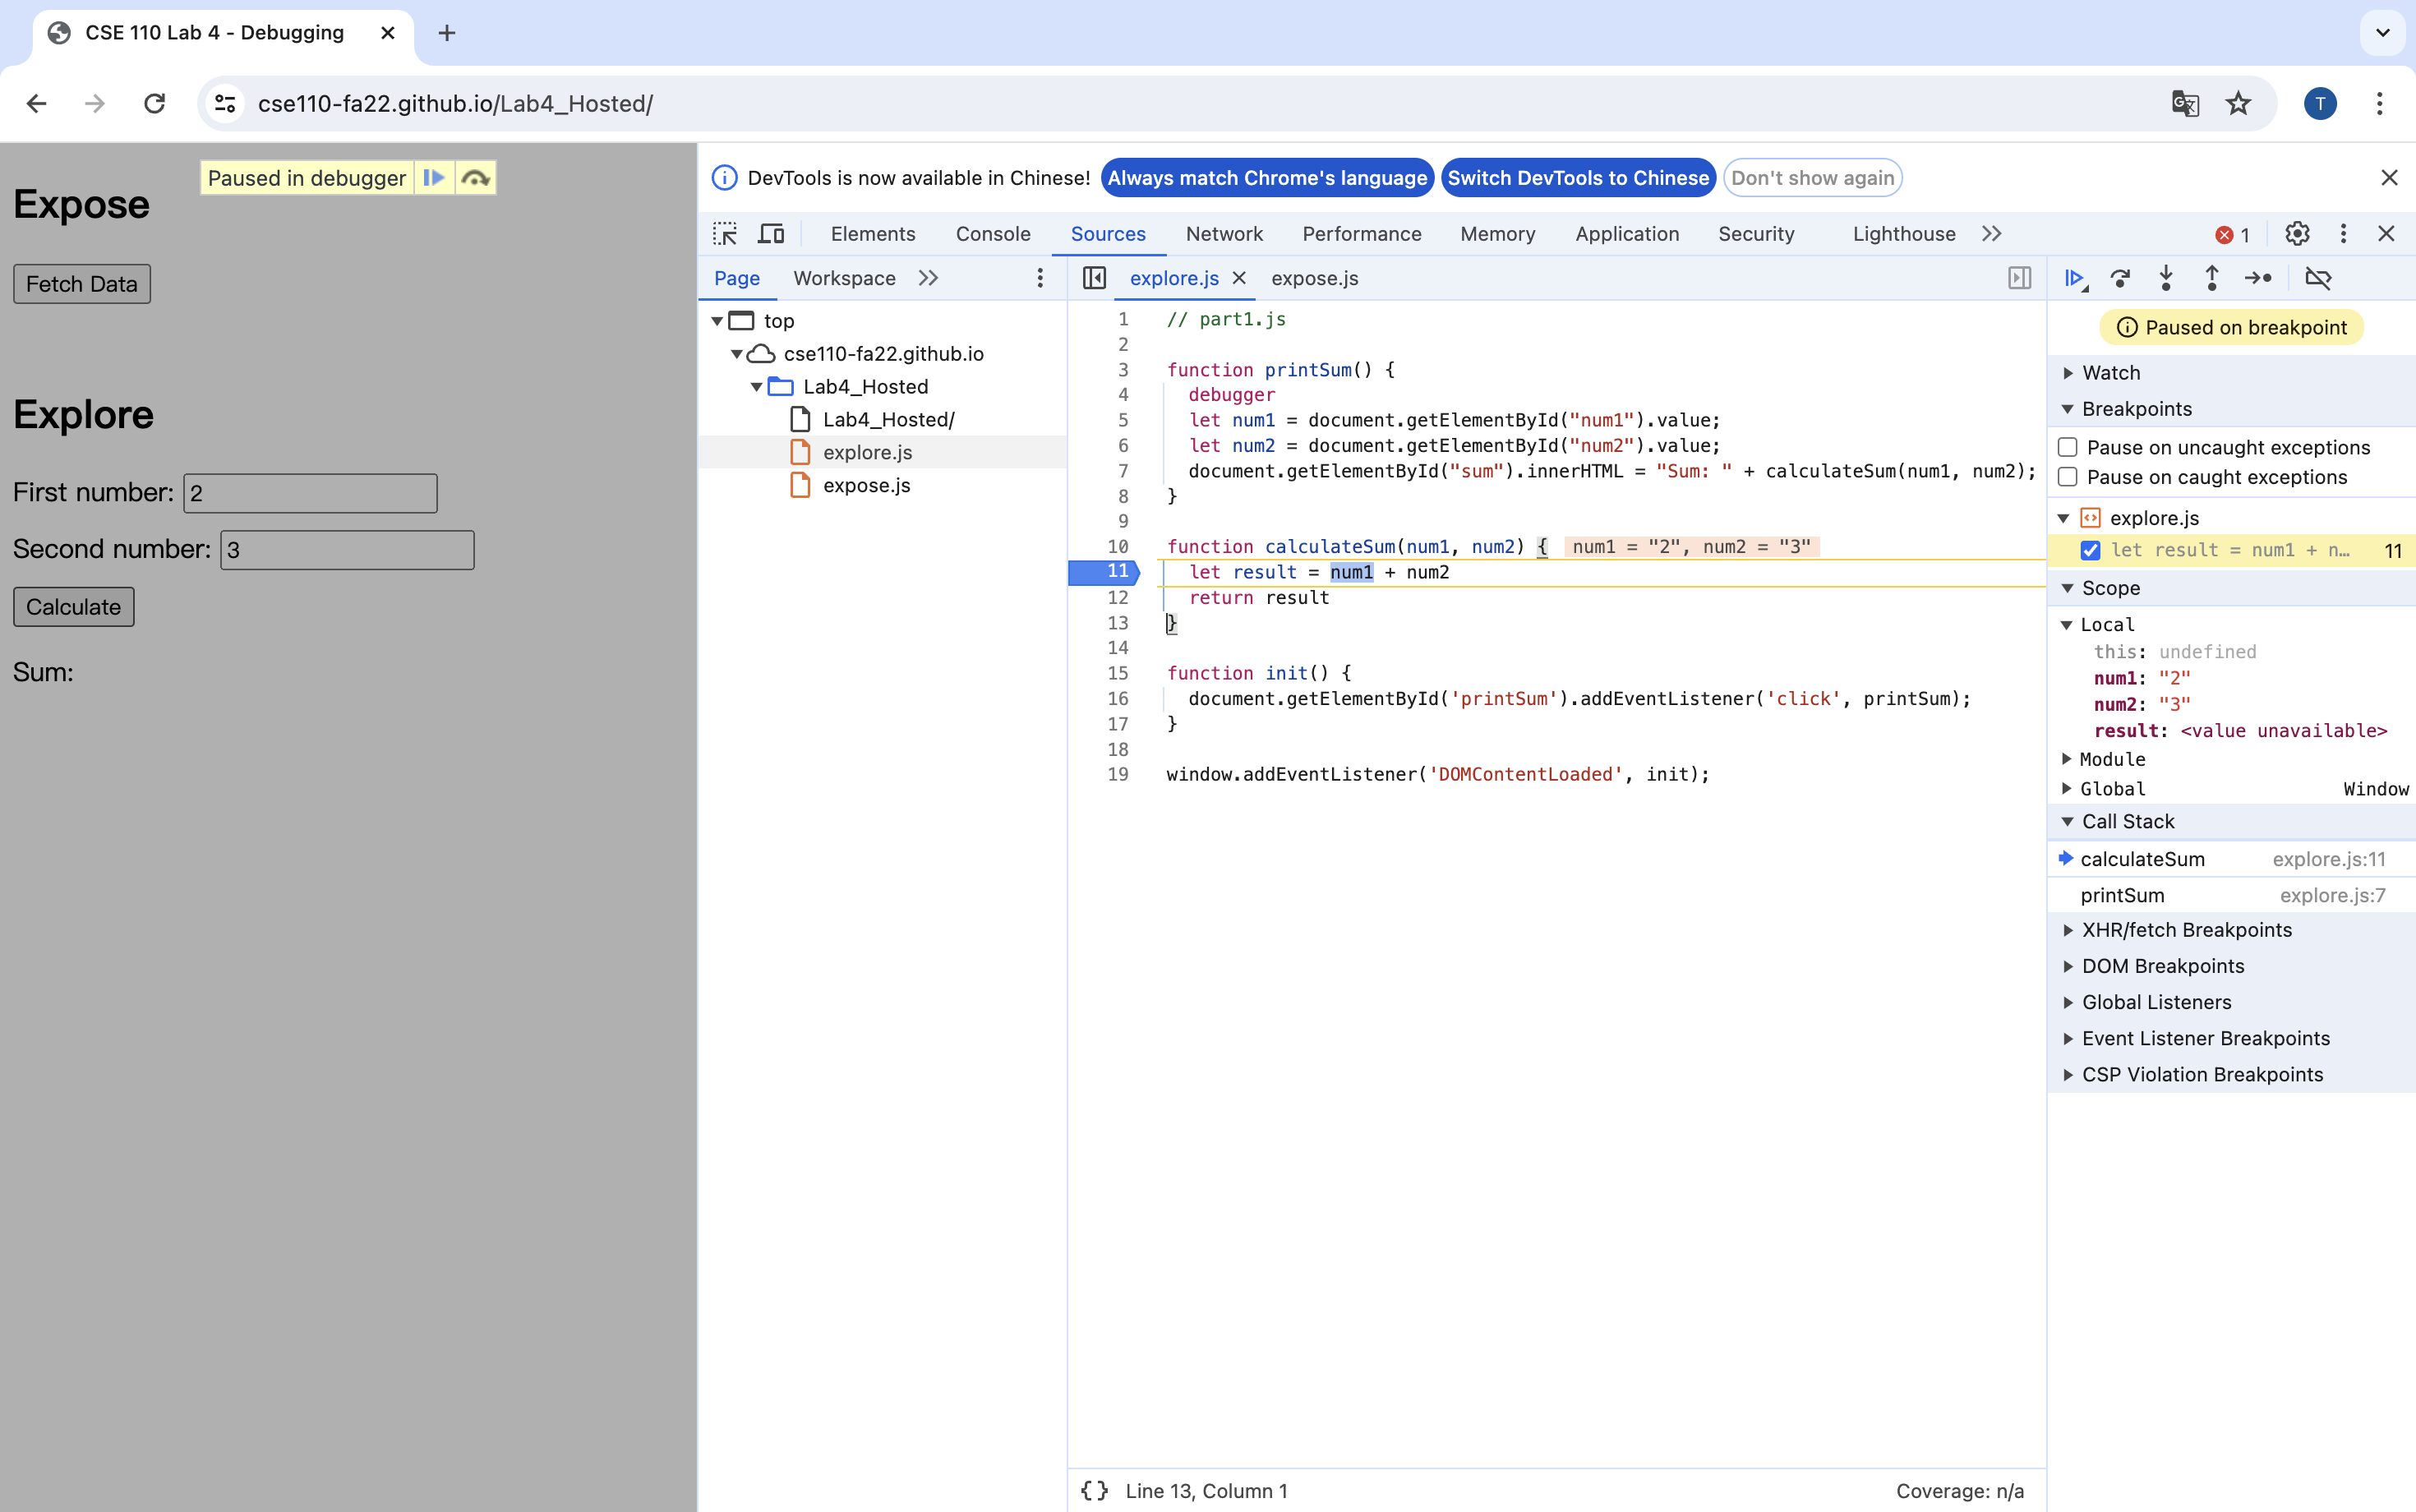 CSE 110 Lab 4 - Debugging
cse110-fa22.github.io/Lab4_Hosted/
T
Expose
Paused in debugger
Fetch Data
Explore
First number: 2
Second number: 3
Calculate
Sum:
DevTools is now available in Chinese! Always match Chrome's language Switch DevTools to Chinese Don't show again
Elements Console Sources Network Performance Memory Application Security Lighthouse 1
Page Workspace
top
cse110-fa22.github.io
Lab4_Hosted
Lab4_Hosted/
explore.js
expose.js
explore.js expose.js
1 // part1.js
2
3 function printSum() {
4 debugger
5 let num1 = document.getElementById("num1").value;
6 let num2 = document.getElementById("num2").value;
7 document.getElementById("sum").innerHTML = "Sum: " + calculateSum(num1, num2);
8 }
9
10 function calculateSum(num1, num2) { num1 = "2", num2 = "3"
11 let result = num1 + num2
12 return result
13 }
14
15 function init() {
16 document.getElementById('printSum').addEventListener('click', printSum);
17 }
18
19 window.addEventListener('DOMContentLoaded', init);
{} Line 13, Column 1 Coverage: n/a
Paused on breakpoint
Watch
Breakpoints
Pause on uncaught exceptions
Pause on caught exceptions
explore.js
let result = num1 + n… 11
Scope
Local
this: undefined
num1: "2"
num2: "3"
result: <value unavailable>
Module
Global Window
Call Stack
calculateSum explore.js:11
printSum explore.js:7
XHR/fetch Breakpoints
DOM Breakpoints
Global Listeners
Event Listener Breakpoints
CSP Violation Breakpoints